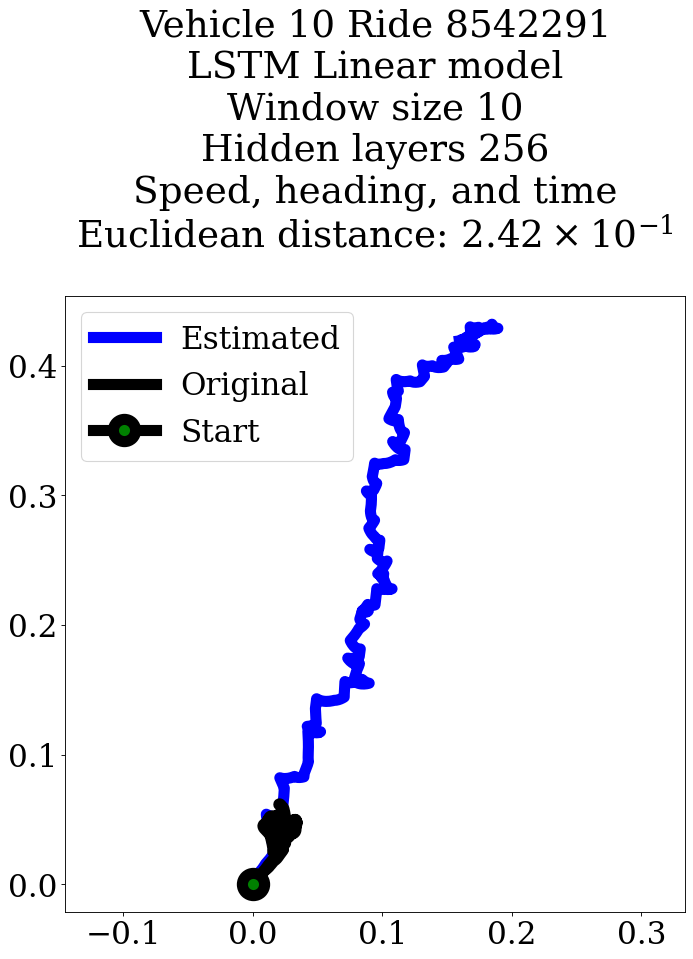 Vehicle 10 Ride 8542291
LSTM Linear model
Window size 10
Hidden layers 256
Speed, heading, and time
Euclidean distance: 2.42 × 10⁻¹
Estimated
Original
Start
0.4
0.3
0.2
0.1
0.0
−0.1 0.0 0.1 0.2 0.3